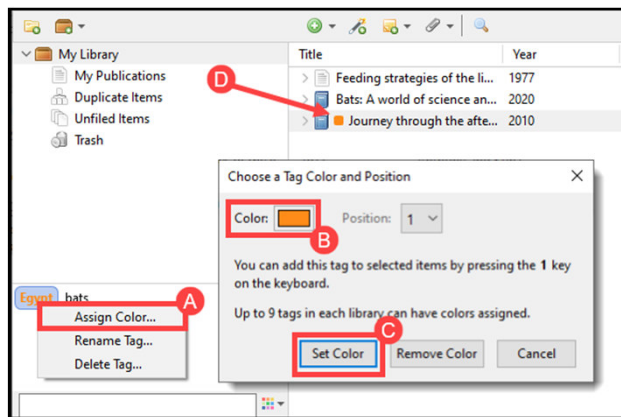 My Library
My Publications
Duplicate Items
Unfiled Items
Trash
Title Year
Feeding strategies of the li... 1977
Bats: A world of science an... 2020
Journey through the afte... 2010
D
Choose a Tag Color and Position
Color: Position: 1
B
You can add this tag to selected items by pressing the 1 key
on the keyboard.
Up to 9 tags in each library can have colors assigned.
C
Set Color Remove Color Cancel
Egypt bats
A
Assign Color...
Rename Tag...
Delete Tag...